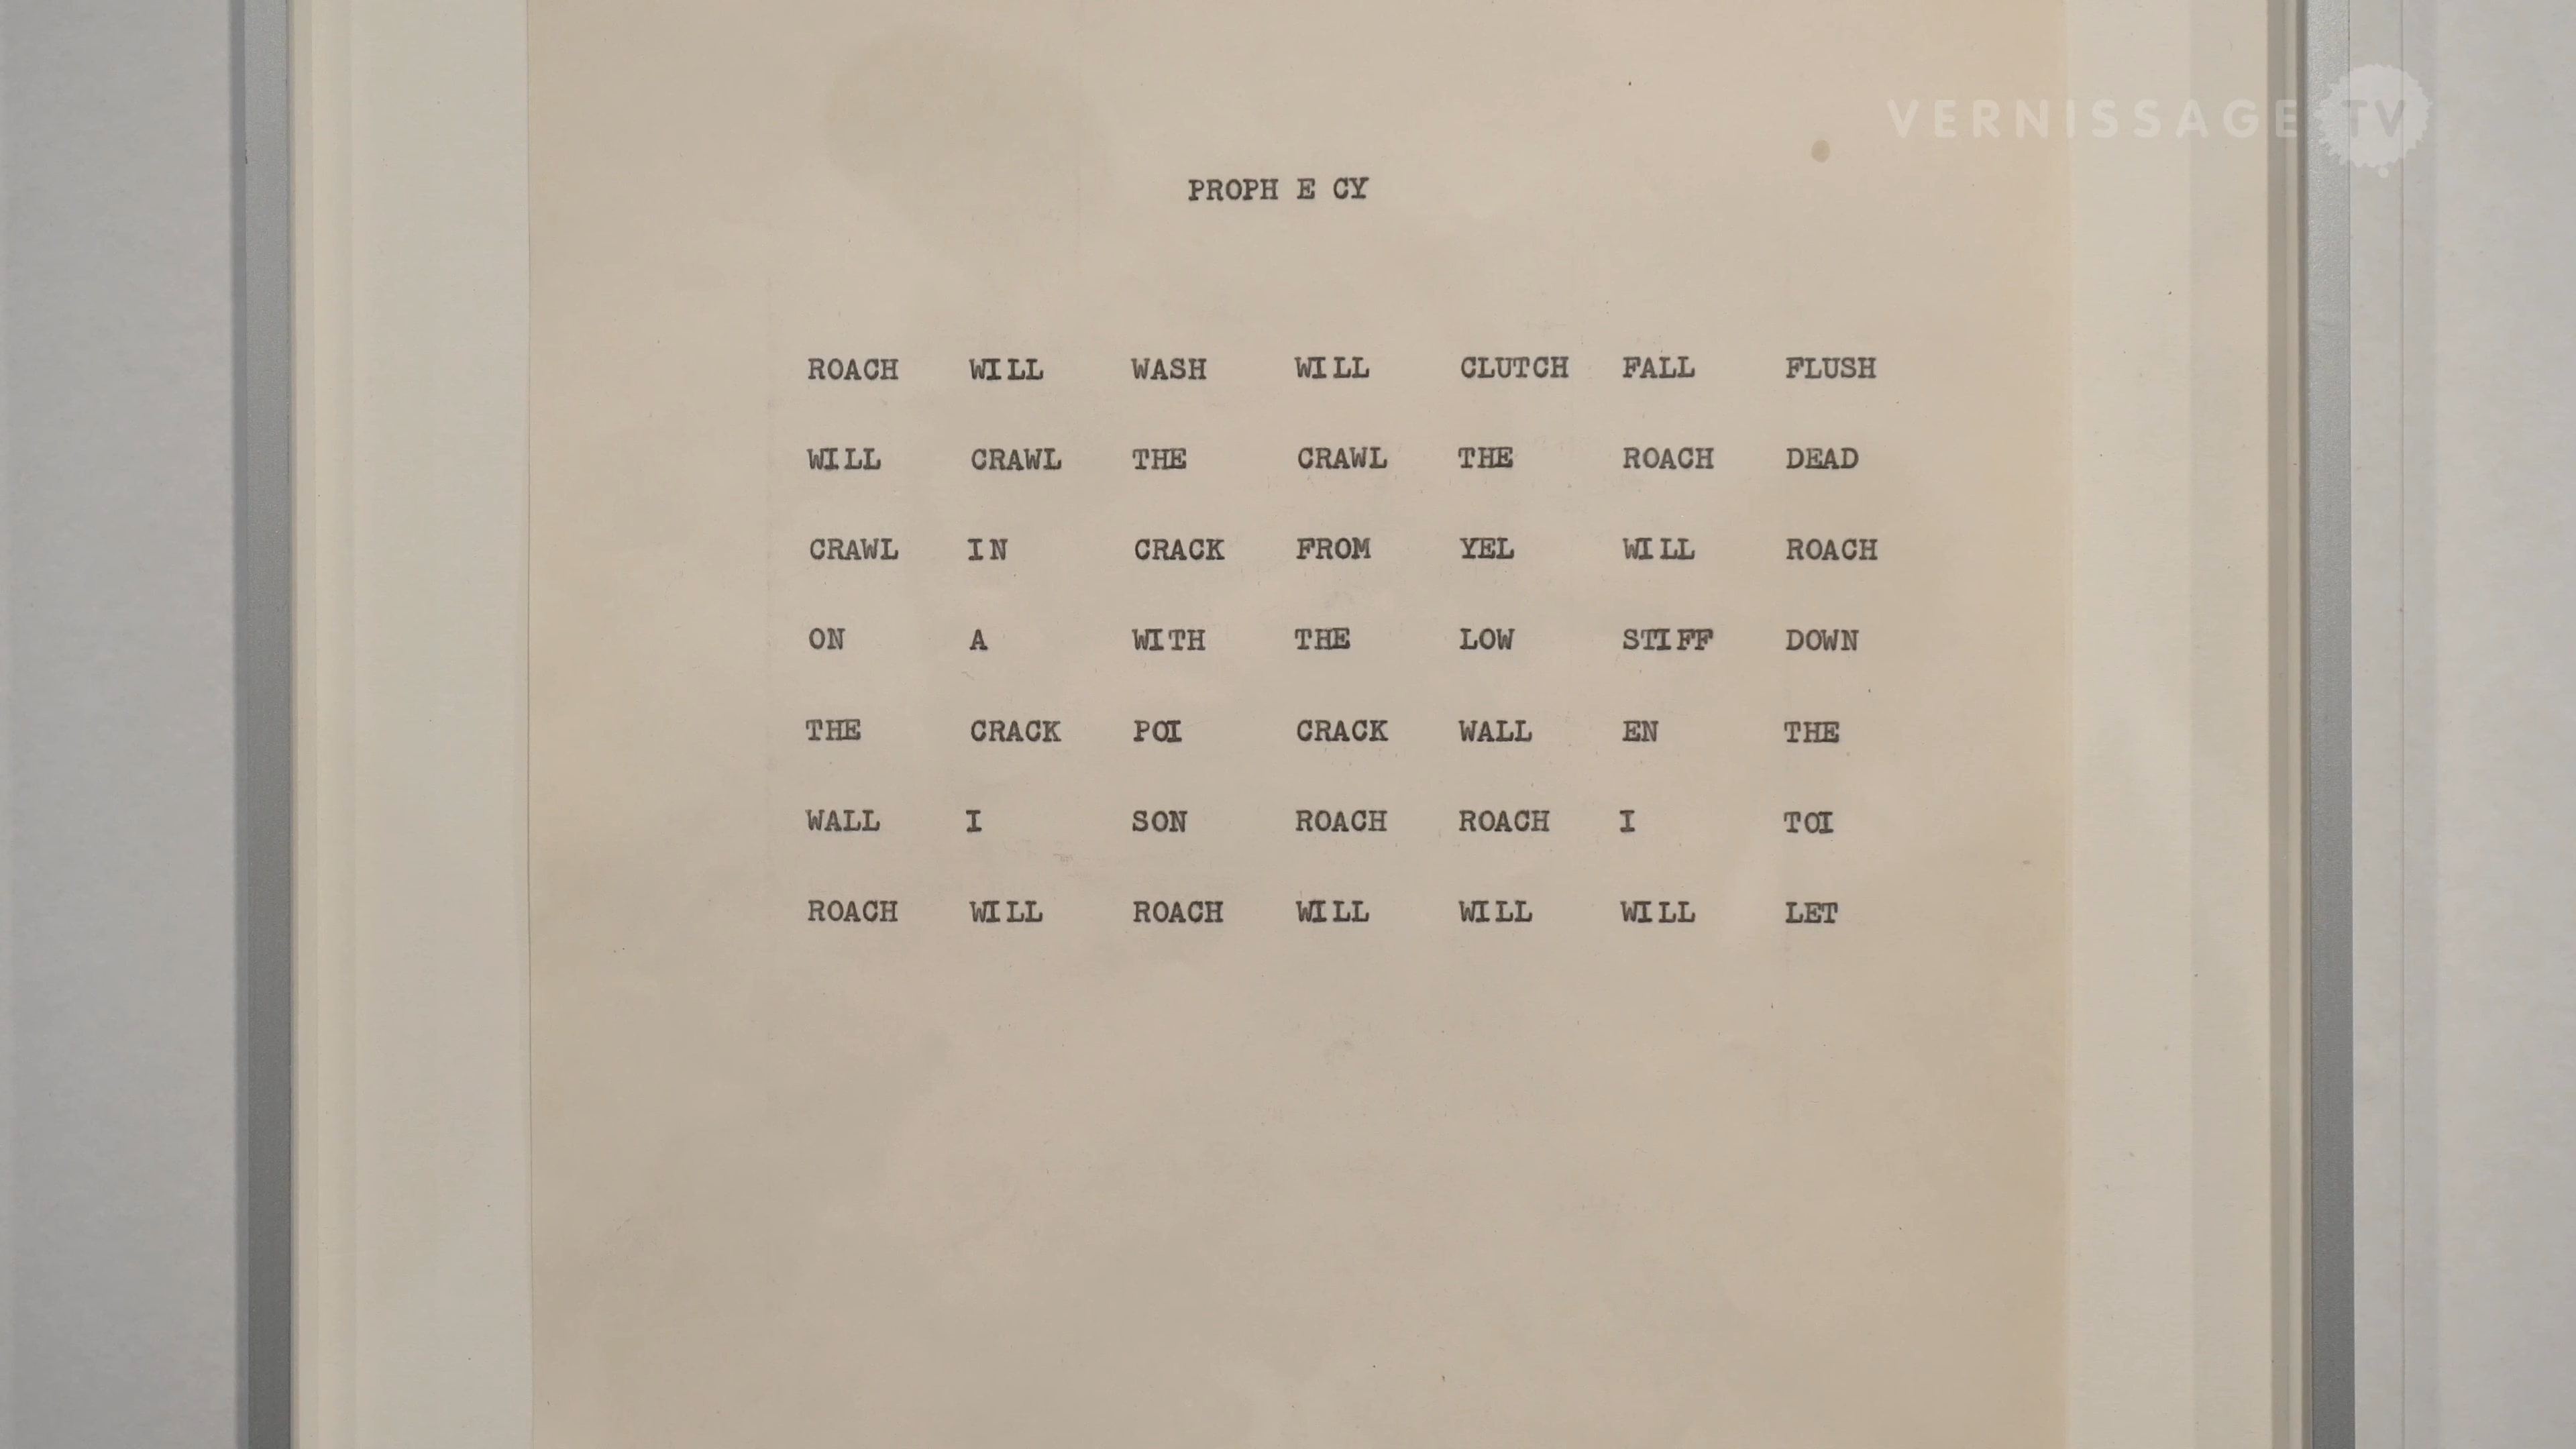 VERNISSAGE TV
PROPH E CY
ROACH WILL WASH WILL CLUTCH FALL FLUSH
WILL CRAWL THE CRAWL THE ROACH DEAD
CRAWL IN CRACK FROM YEL WILL ROACH
ON A WITH THE LOW STIFF DOWN
THE CRACK POI CRACK WALL EN THE
WALL I SON ROACH ROACH I TOI
ROACH WILL ROACH WILL WILL WILL LET